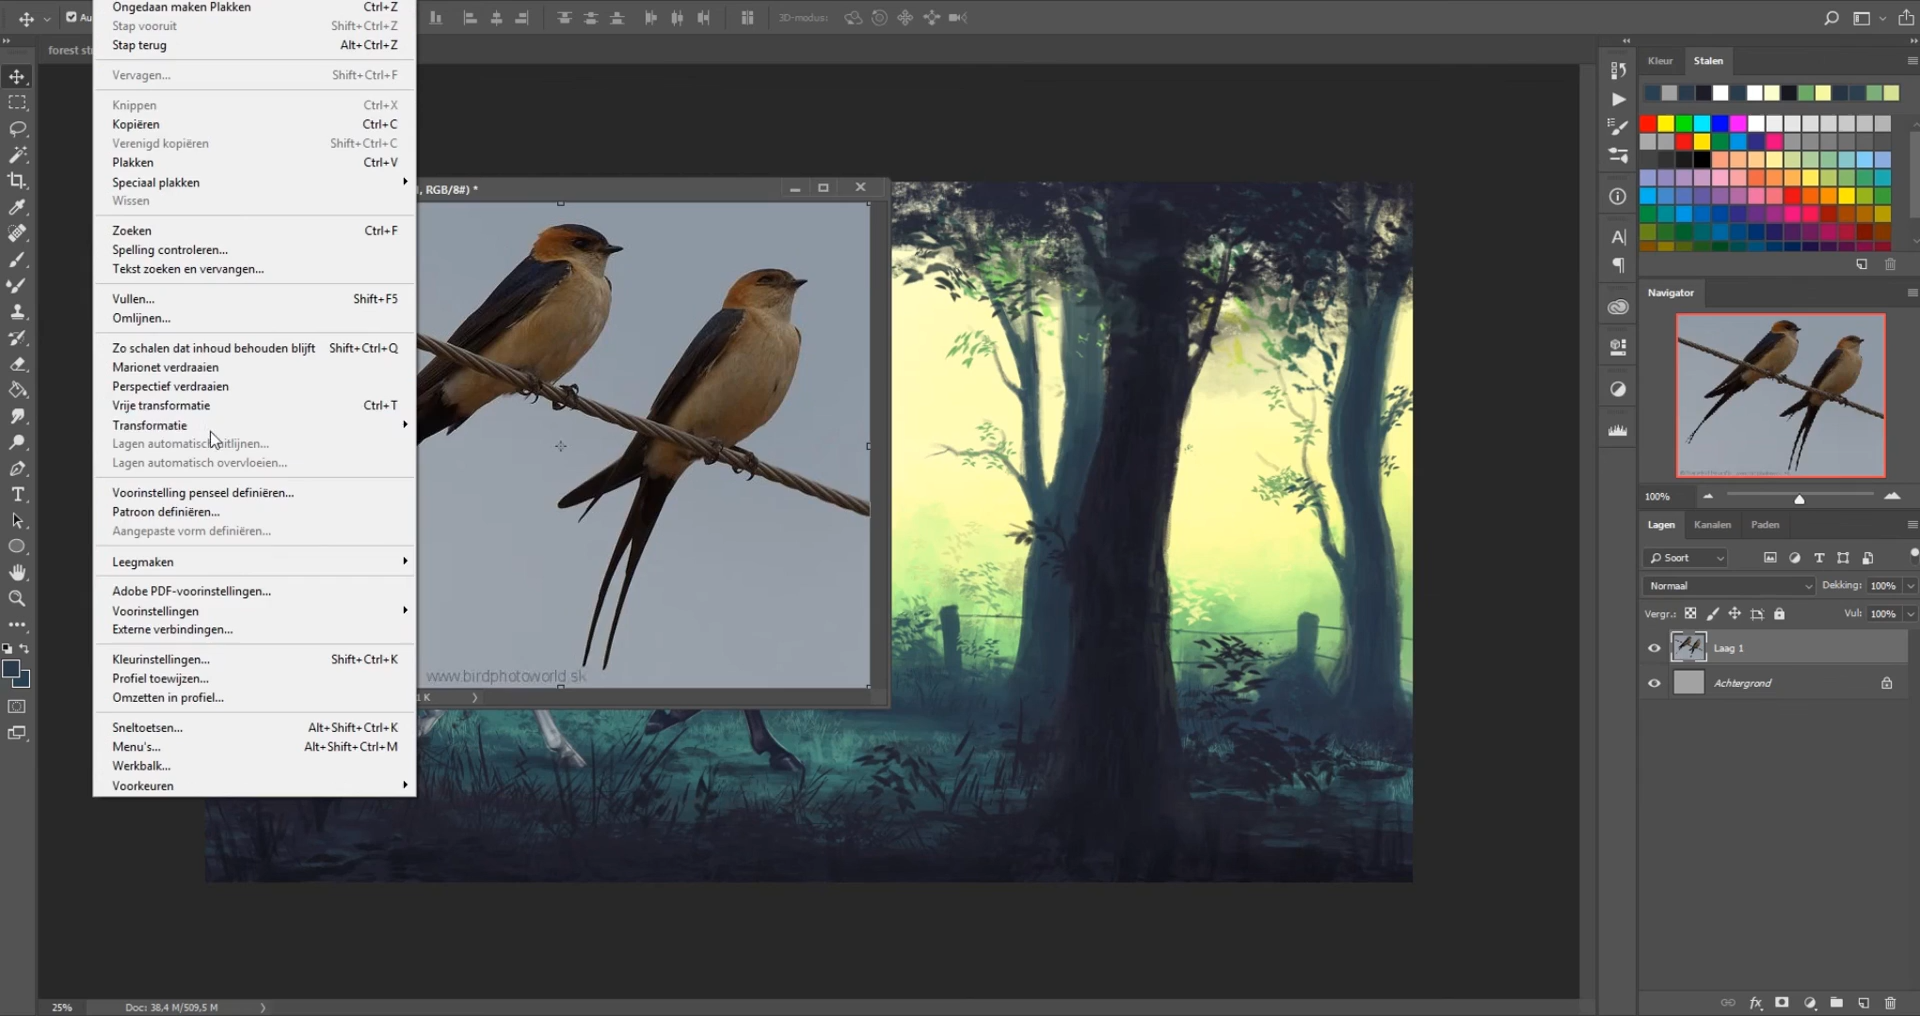 Ongedaan maken Plakken Ctrl+Z
Stap vooruit Shift+Ctrl+Z
Stap terug Alt+Ctrl+Z
Vervagen... Shift+Ctrl+F
Knippen Ctrl+X
Kopiëren Ctrl+C
Verenigd kopiëren Shift+Ctrl+C
Plakken Ctrl+V
Speciaal plakken
Wissen
Zoeken Ctrl+F
Spelling controleren...
Tekst zoeken en vervangen...
Vullen... Shift+F5
Omlijnen...
Zo schalen dat inhoud behouden blijft Shift+Ctrl+Q
Marionet verdraaien
Perspectief verdraaien
Vrije transformatie Ctrl+T
Transformatie
Lagen automatisch uitlijnen...
Lagen automatisch overvloeien...
Voorinstelling penseel definiëren...
Patroon definiëren...
Aangepaste vorm definiëren...
Leegmaken
Adobe PDF-voorinstellingen...
Voorinstellingen
Externe verbindingen...
Kleurinstellingen... Shift+Ctrl+K
Profiel toewijzen...
Omzetten in profiel...
Sneltoetsen... Alt+Shift+Ctrl+K
Menu's... Alt+Shift+Ctrl+M
Werkbalk...
Voorkeuren
Au
3D-modus:
forest st
, RGB/8#) *
www.birdphotoworld.sk
1 K
25% Doc: 38,4 M/509,5 M
Kleur Stalen
Navigator
100%
Lagen Kanalen Paden
Soort
Normaal Dekking: 100%
Vergr.: Vul: 100%
Laag 1
Achtergrond